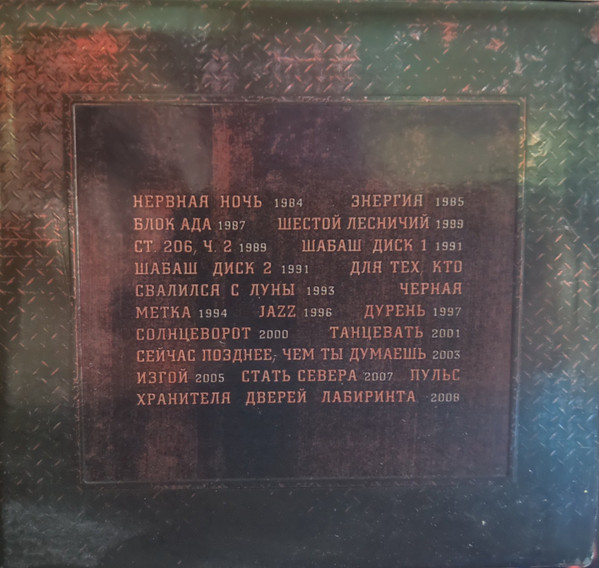 НЕРВНАЯ НОЧЬ 1984 ЭНЕРГИЯ 1985
БЛОК АДА 1987 ШЕСТОЙ ЛЕСНИЧИЙ 1989
СТ. 206, Ч. 2 1989 ШАБАШ ДИСК 1 1991
ШАБАШ ДИСК 2 1991 ДЛЯ ТЕХ, КТО
СВАЛИЛСЯ С ЛУНЫ 1993 ЧЕРНАЯ
МЕТКА 1994 JAZZ 1996 ДУРЕНЬ 1997
СОЛНЦЕВОРОТ 2000 ТАНЦЕВАТЬ 2001
СЕЙЧАС ПОЗДНЕЕ, ЧЕМ ТЫ ДУМАЕШЬ 2003
ИЗГОЙ 2005 СТАТЬ СЕВЕРА 2007 ПУЛЬС
ХРАНИТЕЛЯ ДВЕРЕЙ ЛАБИРИНТА 2008